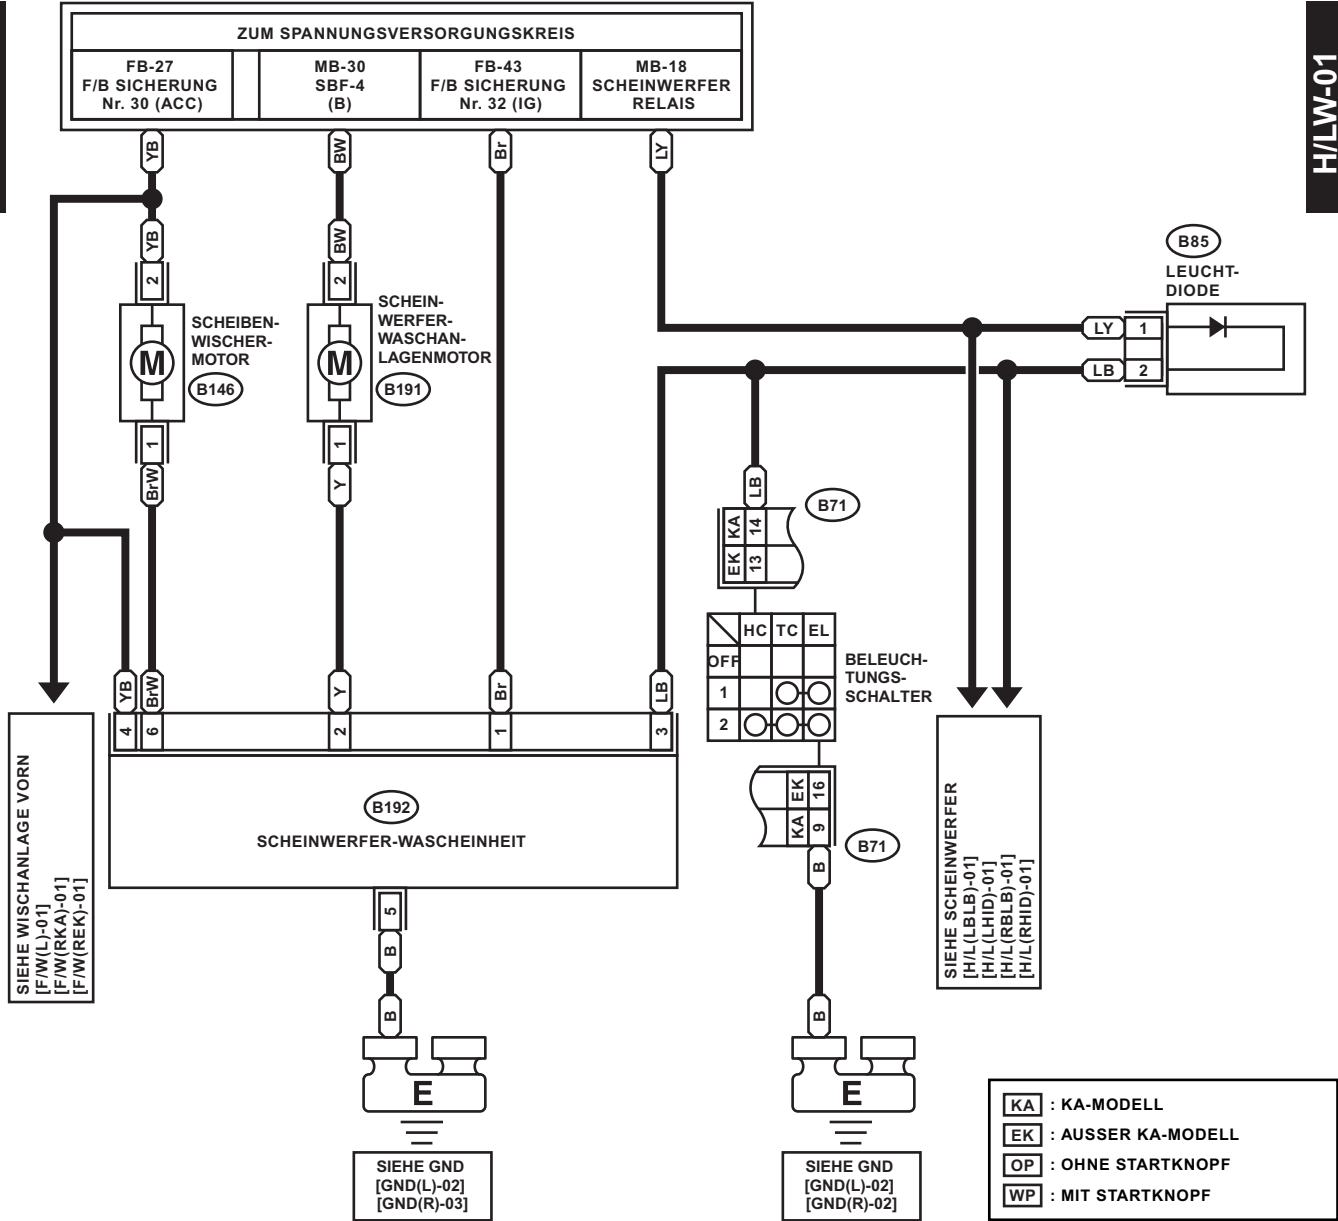 ZUM SPANNUNGSVERSORGUNGSKREIS
FB-27
F/B SICHERUNG
Nr. 30 (ACC)
MB-30
SBF-4
(B)
FB-43
F/B SICHERUNG
Nr. 32 (IG)
MB-18
SCHEINWERFER
RELAIS
H/LW-01
YB
BW
Br
LY
YB
BW
2
2
M
SCHEIBEN-
WISCHER-
MOTOR
B146
M
SCHEIN-
WERFER-
WASCHAN-
LAGENMOTOR
B191
1
1
BrW
Y
B85
LEUCHT-
DIODE
LY
1
LB
2
LB
B71
KA
14
EK
13
HC
TC
EL
OFF
1
2
BELEUCH-
TUNGS-
SCHALTER
EK
16
KA
9
B71
B
B
YB
BrW
Y
Br
LB
4
6
2
1
3
B192
SCHEINWERFER-WASCHEINHEIT
5
B
B
SIEHE WISCHANLAGE VORN
[F/W(L)-01]
[F/W(RKA)-01]
[F/W(REK)-01]
SIEHE SCHEINWERFER
[H/L(LBLB)-01]
[H/L(LHID)-01]
[H/L(RBLB)-01]
[H/L(RHID)-01]
E
SIEHE GND
[GND(L)-02]
[GND(R)-03]
E
SIEHE GND
[GND(L)-02]
[GND(R)-02]
KA : KA-MODELL
EK : AUSSER KA-MODELL
OP : OHNE STARTKNOPF
WP : MIT STARTKNOPF